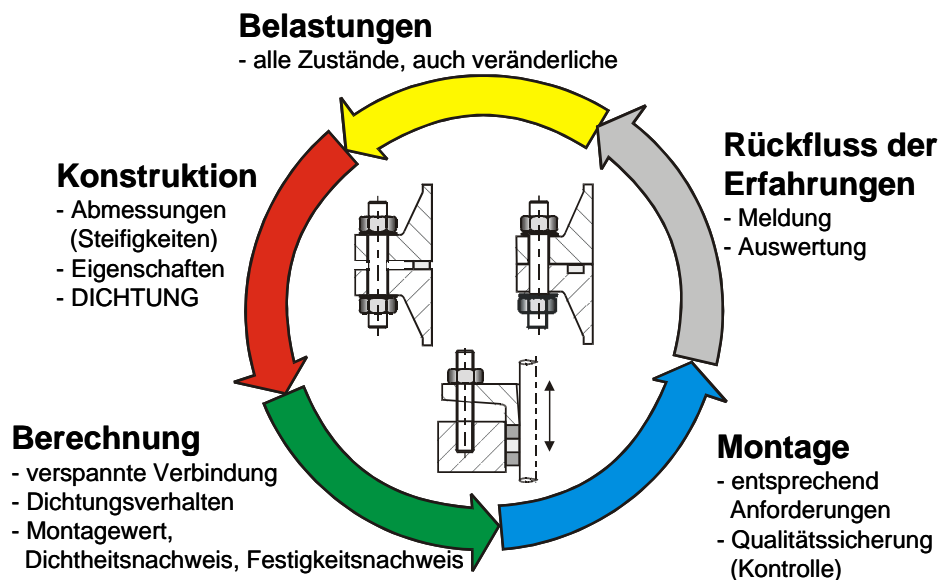 Belastungen
- alle Zustände, auch veränderliche
Konstruktion
- Abmessungen
(Steifigkeiten)
- Eigenschaften
- DICHTUNG
Berechnung
- verspannte Verbindung
- Dichtungsverhalten
- Montagewert,
Dichtheitsnachweis, Festigkeitsnachweis
Montage
- entsprechend
Anforderungen
- Qualitätssicherung
(Kontrolle)
Rückfluss der
Erfahrungen
- Meldung
- Auswertung